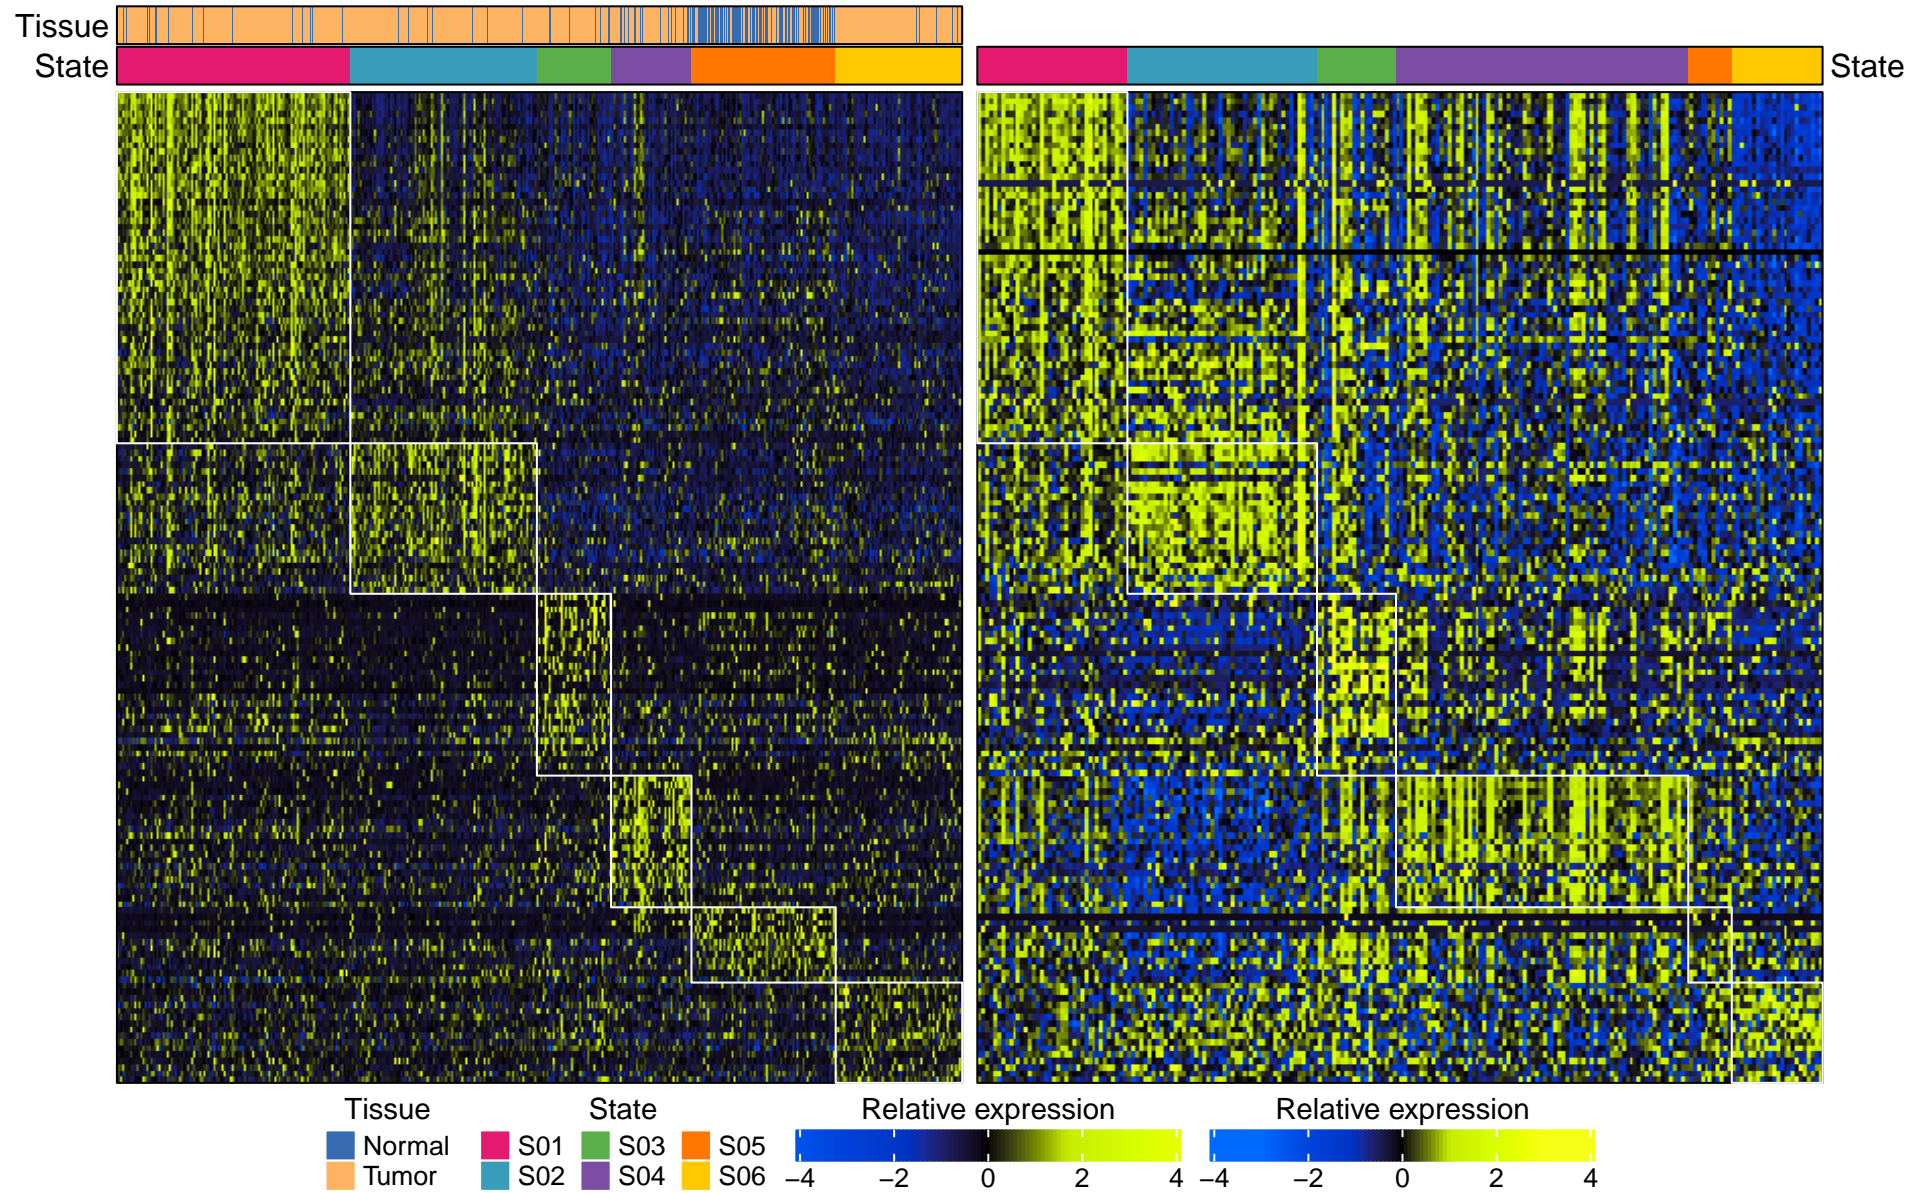 Tissue
State
State
Tissue State Relative expression Relative expression
Normal S01 S03 S05
Tumor S02 S04 S06
−4 −2 0 2 4 −4 −2 0 2 4